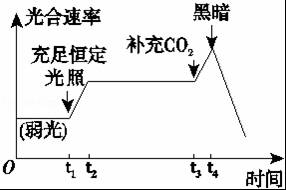 光合速率
黑暗
补充CO₂
充足恒定
光照
(弱光)
O
t₁ t₂ t₃ t₄ 时间